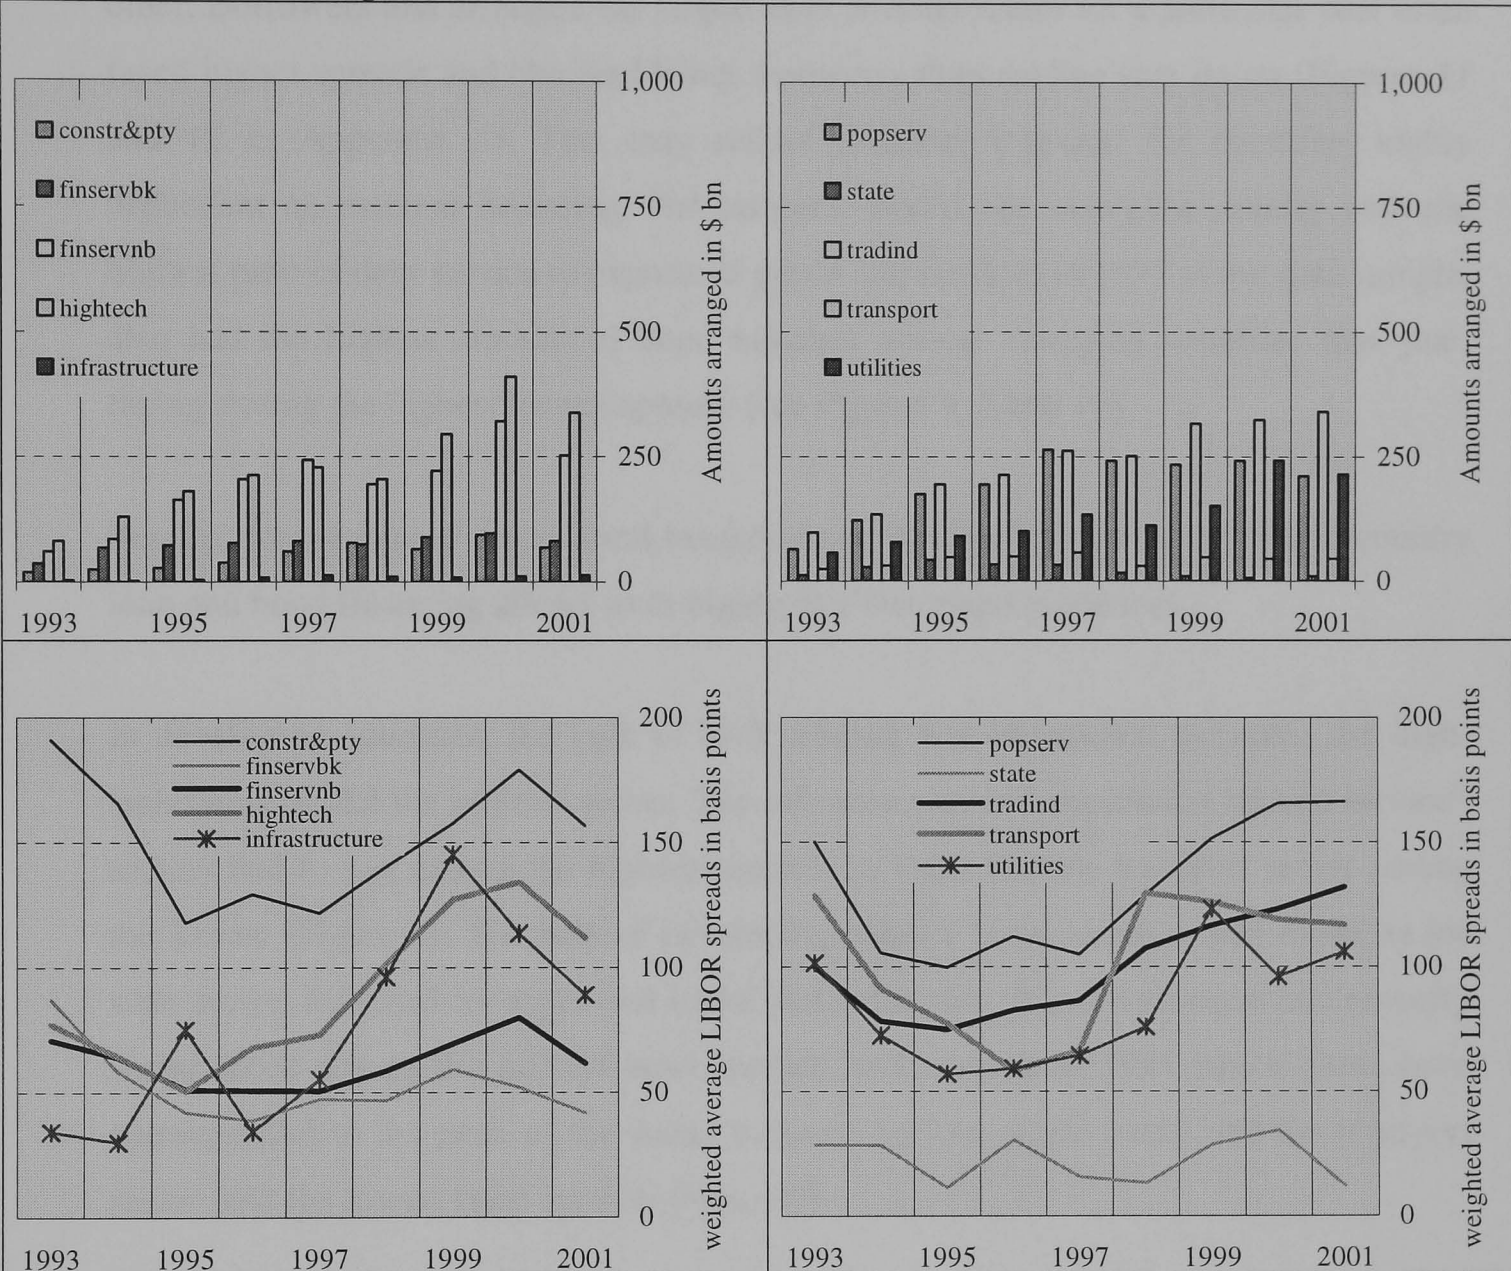 1,000
750
500
250
0
Amounts arranged in $ bn
constr&pty
finservbk
finservnb
hightech
infrastructure
1993 1995 1997 1999 2001
1,000
750
500
250
0
Amounts arranged in $ bn
popserv
state
tradind
transport
utilities
1993 1995 1997 1999 2001
200
150
100
50
0
weighted average LIBOR spreads in basis points
constr&pty
finservbk
finservnb
hightech
infrastructure
1993 1995 1997 1999 2001
200
150
100
50
0
weighted average LIBOR spreads in basis points
popserv
state
tradind
transport
utilities
1993 1995 1997 1999 2001